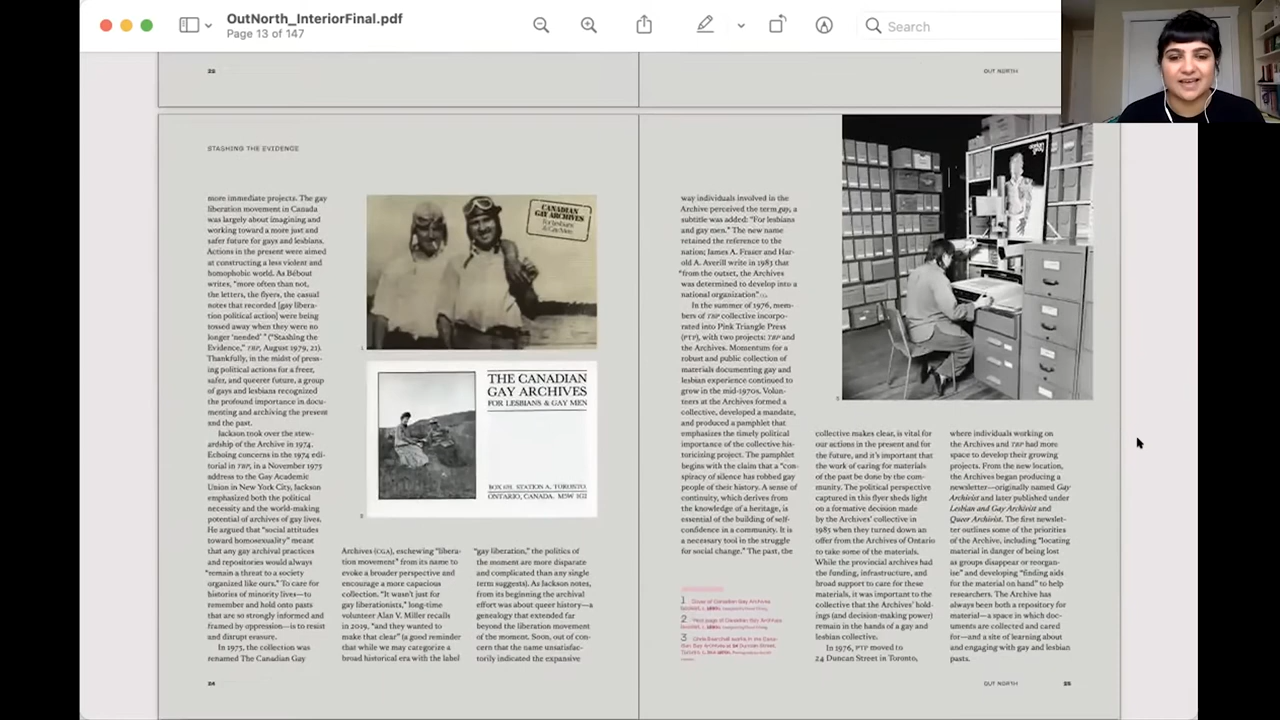 OutNorth_InteriorFinal.pdf
Page 13 of 147
Search
23
OUT NORTH
STASHING THE EVIDENCE
more immediate projects. The gay
liberation movement in Canada
was largely about imagining and
working toward a more just and
safer future for gays and lesbians.
Actions in the present were aimed
at constructing a less violent and
homophobic world. As Bébout
writes, “more often than not,
the letters, the flyers, the casual
notes that recorded [gay libera-
tion political action] were being
tossed away when they were no
longer ‘needed’ ” (“Stashing the
Evidence,” TBP, August 1979, 21).
Thankfully, in the midst of press-
ing political actions for a freer,
safer, and queerer future, a group
of gays and lesbians recognized
the profound importance in docu-
menting and archiving the present
and the past.
Jackson took over the stew-
ardship of the Archive in 1974.
Echoing concerns in the 1974 edi-
torial in TBP, in a November 1975
address to the Gay Academic
Union in New York City, Jackson
emphasized both the political
necessity and the world-making
potential of archives of gay lives.
He argued that “social attitudes
toward homosexuality” meant
that any gay archival practices
and repositories would always
“remain a threat to a society
organized like ours.” To care for
histories of minority lives—to
remember and hold onto pasts
that are so strongly informed and
framed by oppression—is to resist
and disrupt erasure.
In 1975, the collection was
renamed The Canadian Gay
CANADIAN
GAY ARCHIVES
for Lesbians
& Gay Men
1
THE CANADIAN
GAY ARCHIVES
FOR LESBIANS & GAY MEN
BOX 639, STATION A, TORONTO,
ONTARIO, CANADA. M5W 1G2
2
Archives (CGA), eschewing “libera-
tion movement” from its name to
evoke a broader perspective and
encourage a more capacious
collection. “It wasn’t just for
gay liberationists,” long-time
volunteer Alan V. Miller recalls
in 2019, “and they wanted to
make that clear” (a good reminder
that while we may categorize a
broad historical era with the label
“gay liberation,” the politics of
the moment are more disparate
and complicated than any single
term suggests). As Jackson notes,
from its beginning the archival
effort was about queer history—a
genealogy that extended far
beyond the liberation movement
of the moment. Soon, out of con-
cern that the name unsatisfac-
torily indicated the expansive
24
way individuals involved in the
Archive perceived the term gay, a
subtitle was added: “For lesbians
and gay men.” The new name
retained the reference to the
nation; James A. Fraser and Har-
old A. Averill write in 1983 that
“from the outset, the Archives
was determined to develop into a
national organization”
In the summer of 1976, mem-
bers of TBP collective incorpo-
rated into Pink Triangle Press
(PTP), with two projects: TBP and
the Archives. Momentum for a
robust and public collection of
materials documenting gay and
lesbian experience continued to
grow in the mid-1970s. Volun-
teers at the Archives formed a
collective, developed a mandate,
and produced a pamphlet that
emphasizes the timely political
importance of the collective his-
toricizing project. The pamphlet
begins with the claim that a “con-
spiracy of silence has robbed gay
people of their history. A sense of
continuity, which derives from
the knowledge of a heritage, is
essential of the building of self-
confidence in a community. It is
a necessary tool in the struggle
for social change.” The past, the
1 Cover of Canadian Gay Archives
2 Canadian Gay Archives
3
Gay Archives at 24 Duncan Street,
dorian
gray
3
collective makes clear, is vital for
our actions in the present and for
the future, and it’s important that
the work of caring for materials
of the past be done by the com-
munity. The political perspective
captured in this flyer sheds light
on a formative decision made
by the Archives’ collective in
1985 when they turned down an
offer from the Archives of Ontario
to take some of the materials.
While the provincial archives had
the funding, infrastructure, and
broad support to care for these
materials, it was important to the
collective that the Archives’ hold-
ings (and decision-making power)
remain in the hands of a gay and
lesbian collective.
In 1976, PTP moved to
24 Duncan Street in Toronto,
where individuals working on
the Archives and TBP had more
space to develop their growing
projects. From the new location,
the Archives began producing a
newsletter—originally named Gay
Archivist and later published under
Lesbian and Gay Archivist and
Queer Archivist. The first newslet-
ter outlines some of the priorities
of the Archive, including “locating
material in danger of being lost
as groups disappear or reorgan-
ise” and developing “finding aids
for the material on hand” to help
researchers. The Archive has
always been both a repository for
material—a space in which doc-
uments are collected and cared
for—and a site of learning about
and engaging with gay and lesbian
pasts.
OUT NORTH
25